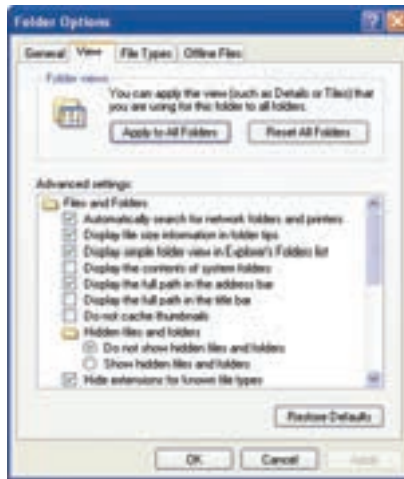 Folder Options
General View File Types Offline Files
Folder views
You can apply the view (such as Details or Tiles) that
you are using for this folder to all folders.
Apply to All Folders Reset All Folders
Advanced settings:
Files and Folders
Automatically search for network folders and printers
Display file size information in folder tips
Display simple folder view in Explorer's Folders list
Display the contents of system folders
Display the full path in the address bar
Display the full path in the title bar
Do not cache thumbnails
Hidden files and folders
Do not show hidden files and folders
Show hidden files and folders
Hide extensions for known file types
Restore Defaults
OK Cancel Apply